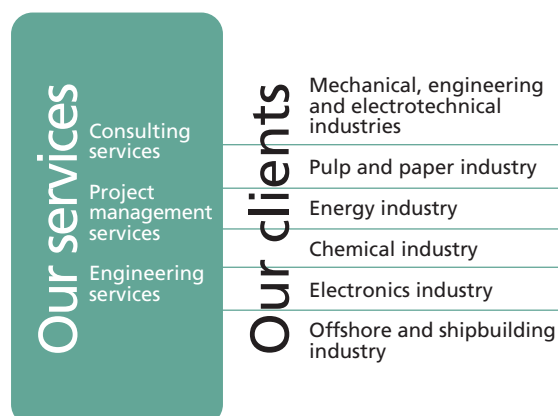 Our services
Consulting
services
Project
management
services
Engineering
services
Our clients
Mechanical, engineering
and electrotechnical
industries
Pulp and paper industry
Energy industry
Chemical industry
Electronics industry
Offshore and shipbuilding
industry